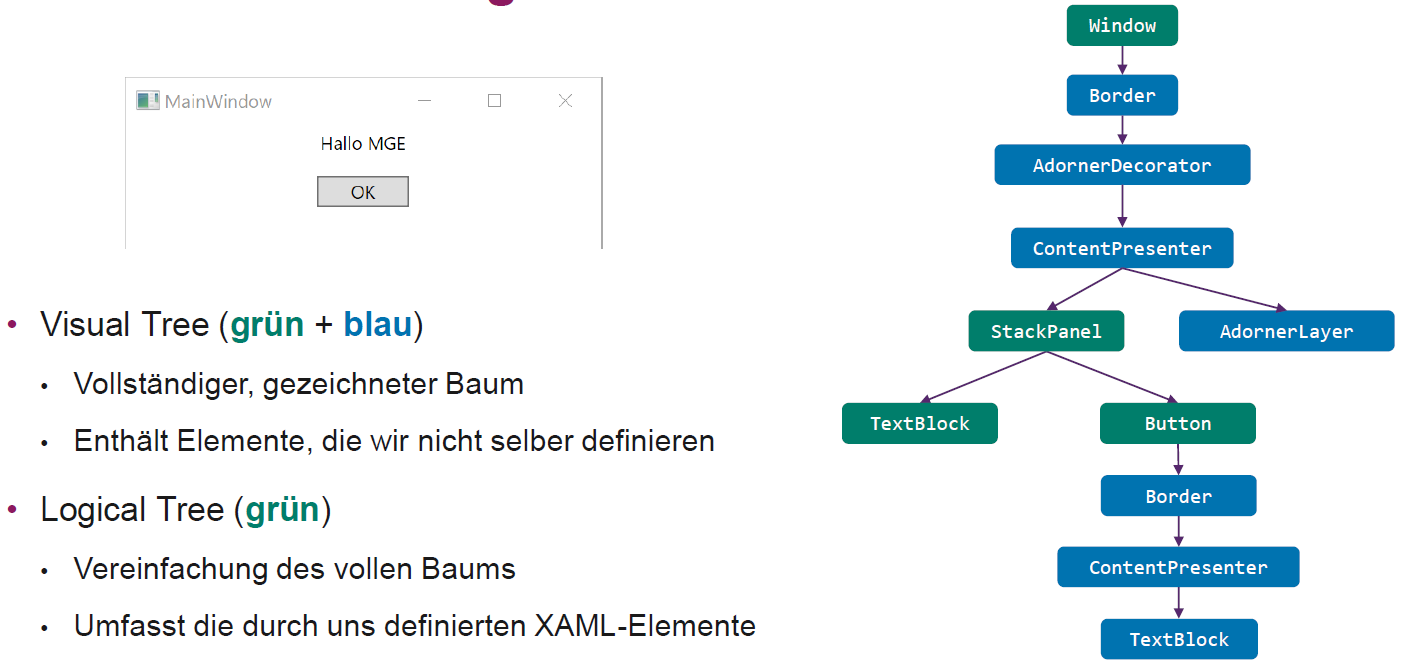 MainWindow
Hallo MGE
OK
• Visual Tree (grün + blau)
• Vollständiger, gezeichneter Baum
• Enthält Elemente, die wir nicht selber definieren
• Logical Tree (grün)
• Vereinfachung des vollen Baums
• Umfasst die durch uns definierten XAML-Elemente
Window
Border
AdornerDecorator
ContentPresenter
StackPanel AdornerLayer
TextBlock Button
Border
ContentPresenter
TextBlock